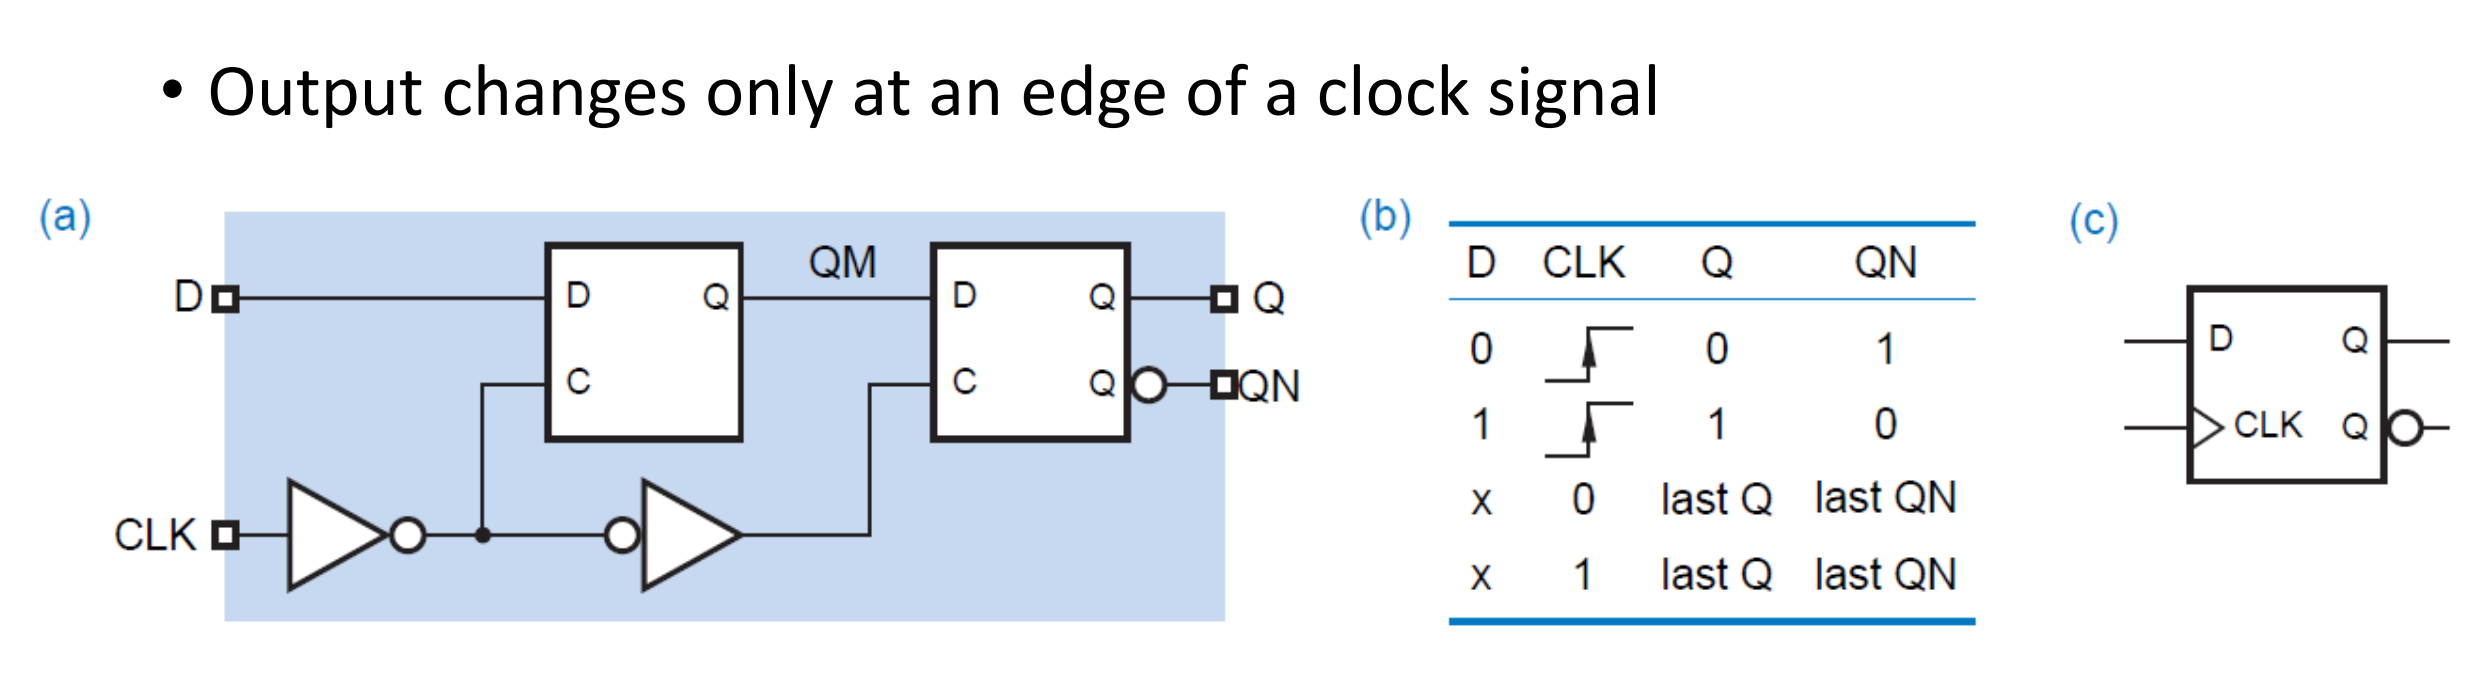 • Output changes only at an edge of a clock signal
(a)
D
D Q
QM
D Q
Q
C
C Q
QN
CLK
(b)
D CLK Q QN
0 0 1
1 1 0
x 0 last Q last QN
x 1 last Q last QN
(c)
D Q
CLK Q